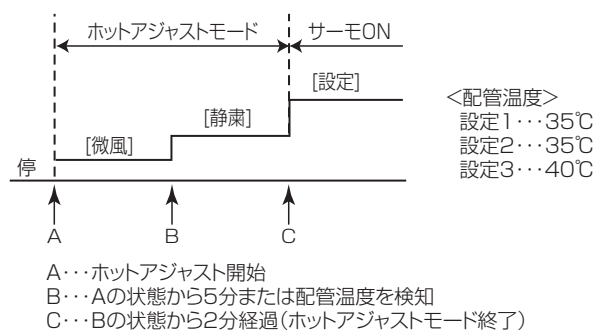 ホットアジャストモード
サーモON
[設定]
[静粛]
[微風]
停
<配管温度>
設定1・・・35℃
設定2・・・35℃
設定3・・・40℃
A
B
C
A・・・ホットアジャスト開始
B・・・Aの状態から5分または配管温度を検知
C・・・Bの状態から2分経過(ホットアジャストモード終了)